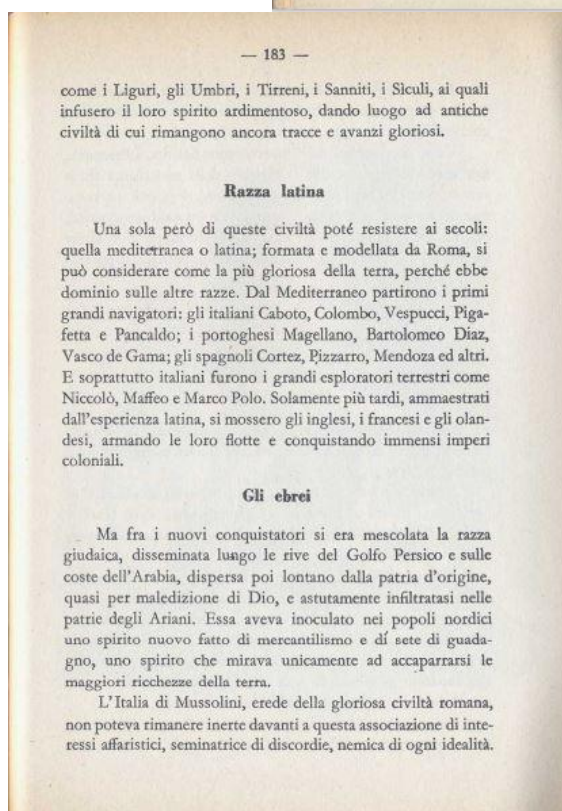 — 183 —
come i Liguri, gli Umbri, i Tirreni, i Sanniti, i Siculi, ai quali
infusero il loro spirito ardimentoso, dando luogo ad antiche
civiltà di cui rimangono ancora tracce e avanzi gloriosi.
Razza latina
Una sola però di queste civiltà poté resistere ai secoli:
quella mediterranea o latina; formata e modellata da Roma, si
può considerare come la più gloriosa della terra, perché ebbe
dominio sulle altre razze. Dal Mediterraneo partirono i primi
grandi navigatori: gli italiani Caboto, Colombo, Vespucci, Piga-
fetta e Pancaldo; i portoghesi Magellano, Bartolomeo Díaz,
Vasco de Gama; gli spagnoli Cortez, Pizzarro, Mendoza ed altri.
E soprattutto italiani furono i grandi esploratori terrestri come
Niccolò, Maffeo e Marco Polo. Solamente più tardi, ammaestrati
dall'esperienza latina, si mossero gli inglesi, i francesi e gli olan-
desi, armando le loro flotte e conquistando immensi imperi
coloniali.
Gli ebrei
Ma fra i nuovi conquistatori si era mescolata la razza
giudaica, disseminata lungo le rive del Golfo Persico e sulle
coste dell'Arabia, dispersa poi lontano dalla patria d'origine,
quasi per maledizione di Dio, e astutamente infiltratasi nelle
patrie degli Ariani. Essa aveva inoculato nei popoli nordici
uno spirito nuovo fatto di mercantilismo e dí sete di guada-
gno, uno spirito che mirava unicamente ad accaparrarsi le
maggiori ricchezze della terra.
L'Italia di Mussolini, erede della gloriosa civiltà romana,
non poteva rimanere inerte davanti a questa associazione di inte-
ressi affaristici, seminatrice di discordie, nemica di ogni idealità.